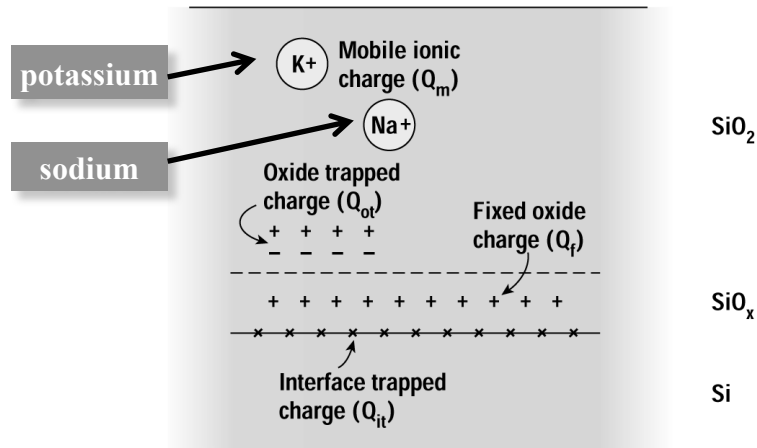 potassium
K+
Mobile ionic
charge (Qm)
Na+
SiO2
sodium
Oxide trapped
charge (Qot)
+ + + +
– – – –
Fixed oxide
charge (Qf)
+ + + + + + + + + +
SiOx
× × × × × × × × × × ×
Interface trapped
charge (Qit)
Si